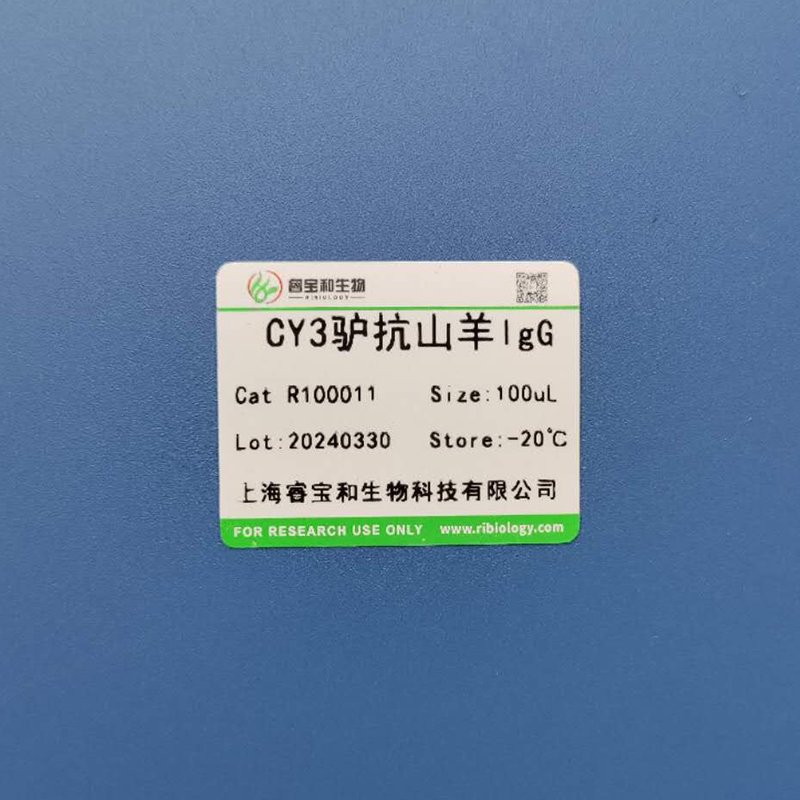 睿宝和生物
RIBIOLOGY
CY3驴抗山羊IgG
Cat R100011 Size:100uL
Lot:20240330 Store:-20℃
上海睿宝和生物科技有限公司
FOR RESEARCH USE ONLY www.ribiology.com